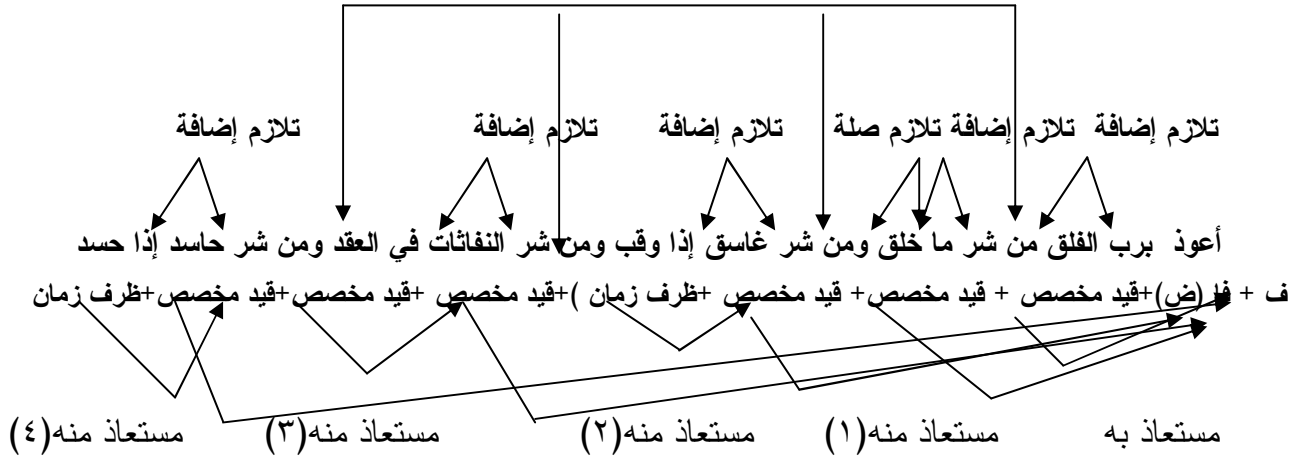 تلازم إضافة تلازم إضافة تلازم صلة تلازم إضافة تلازم إضافة تلازم إضافة
أعوذ برب الفلق من شر ما خلق ومن شر غاسق إذا وقب ومن شر النفاثات في العقد ومن شر حاسد إذا حسد
ف + فا (ض)+قيد مخصص + قيد مخصص+ قيد مخصص +ظرف زمان )+قيد مخصص +قيد مخصص+قيد مخصص+ظرف زمان
مستعاذ به مستعاذ منه(١) مستعاذ منه(٢) مستعاذ منه(٣) مستعاذ منه(٤)